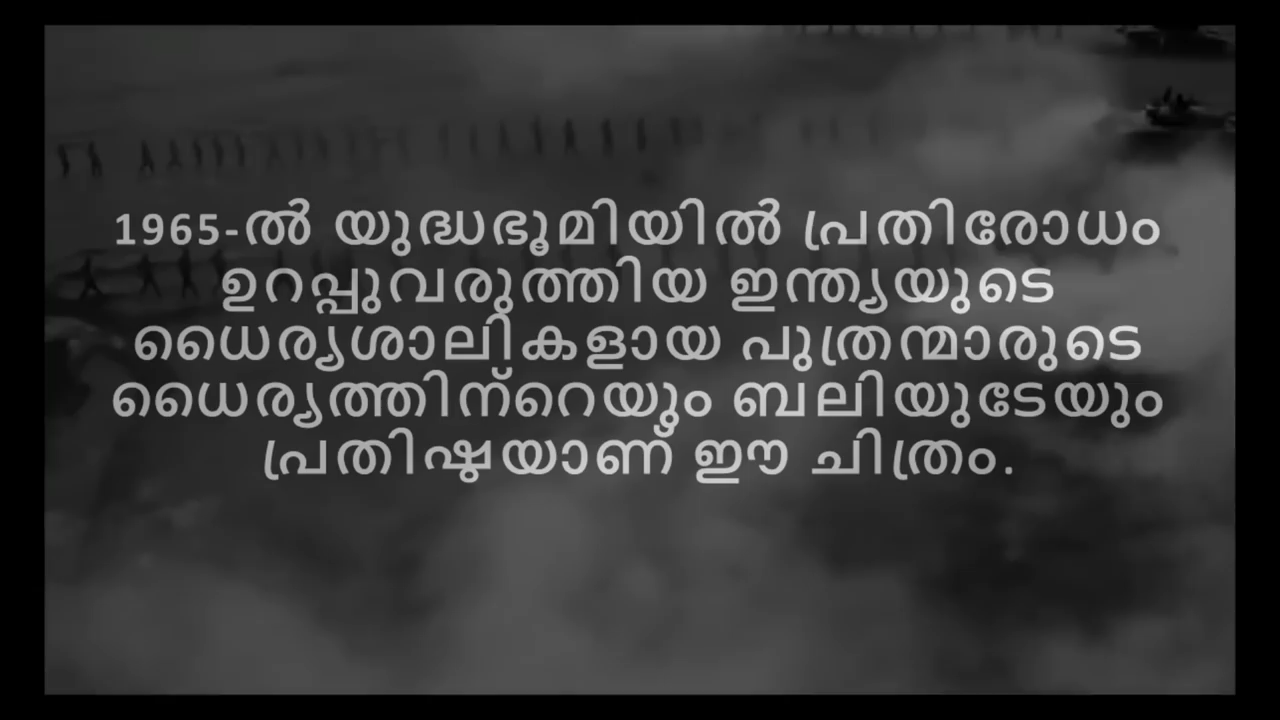 1965-ൽ യുദ്ധഭൂമിയിൽ പ്രതിരോധം
ഉറപ്പുവരുത്തിയ ഇന്ത്യയുടെ
ധൈര്യശാലികളായ പുത്രന്മാരുടെ
ധൈര്യത്തിന്റെയും ബലിയുടേയും
പ്രതിഷ്ഠയാണ് ഈ ചിത്രം.